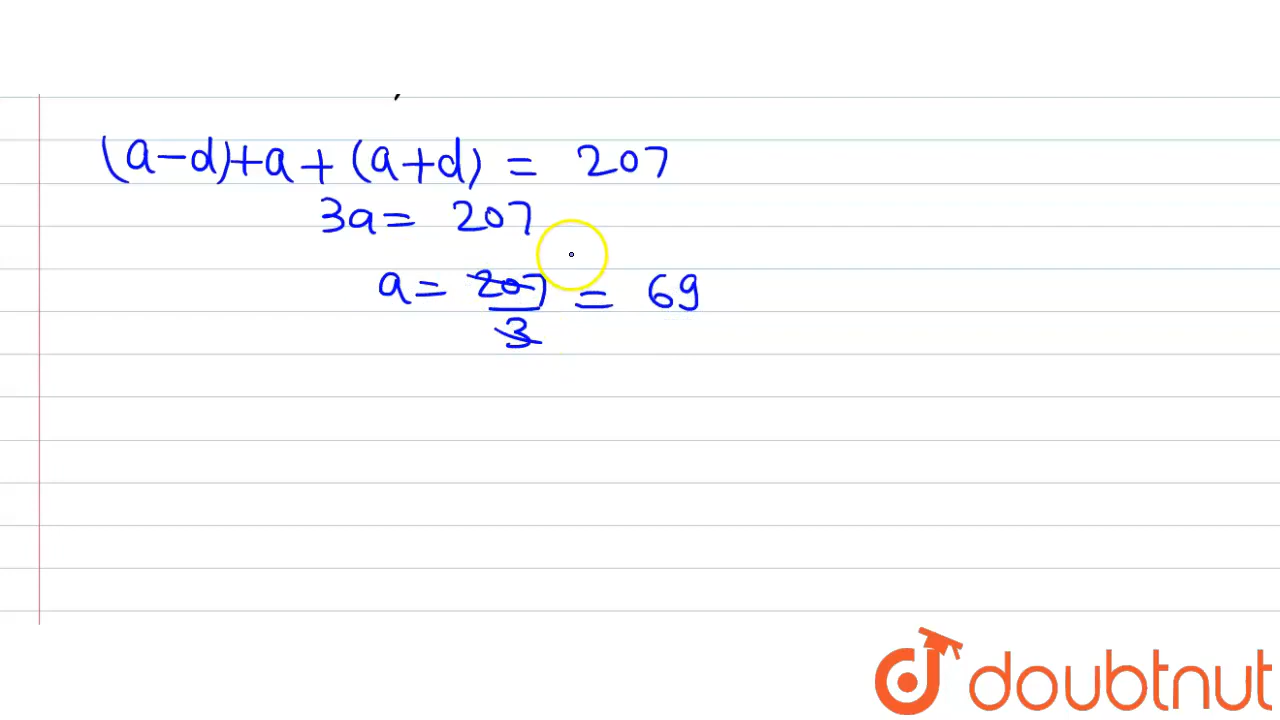 (a-d)+a+(a+d) = 207
3a = 207
a = 207/3 = 69
doubtnut